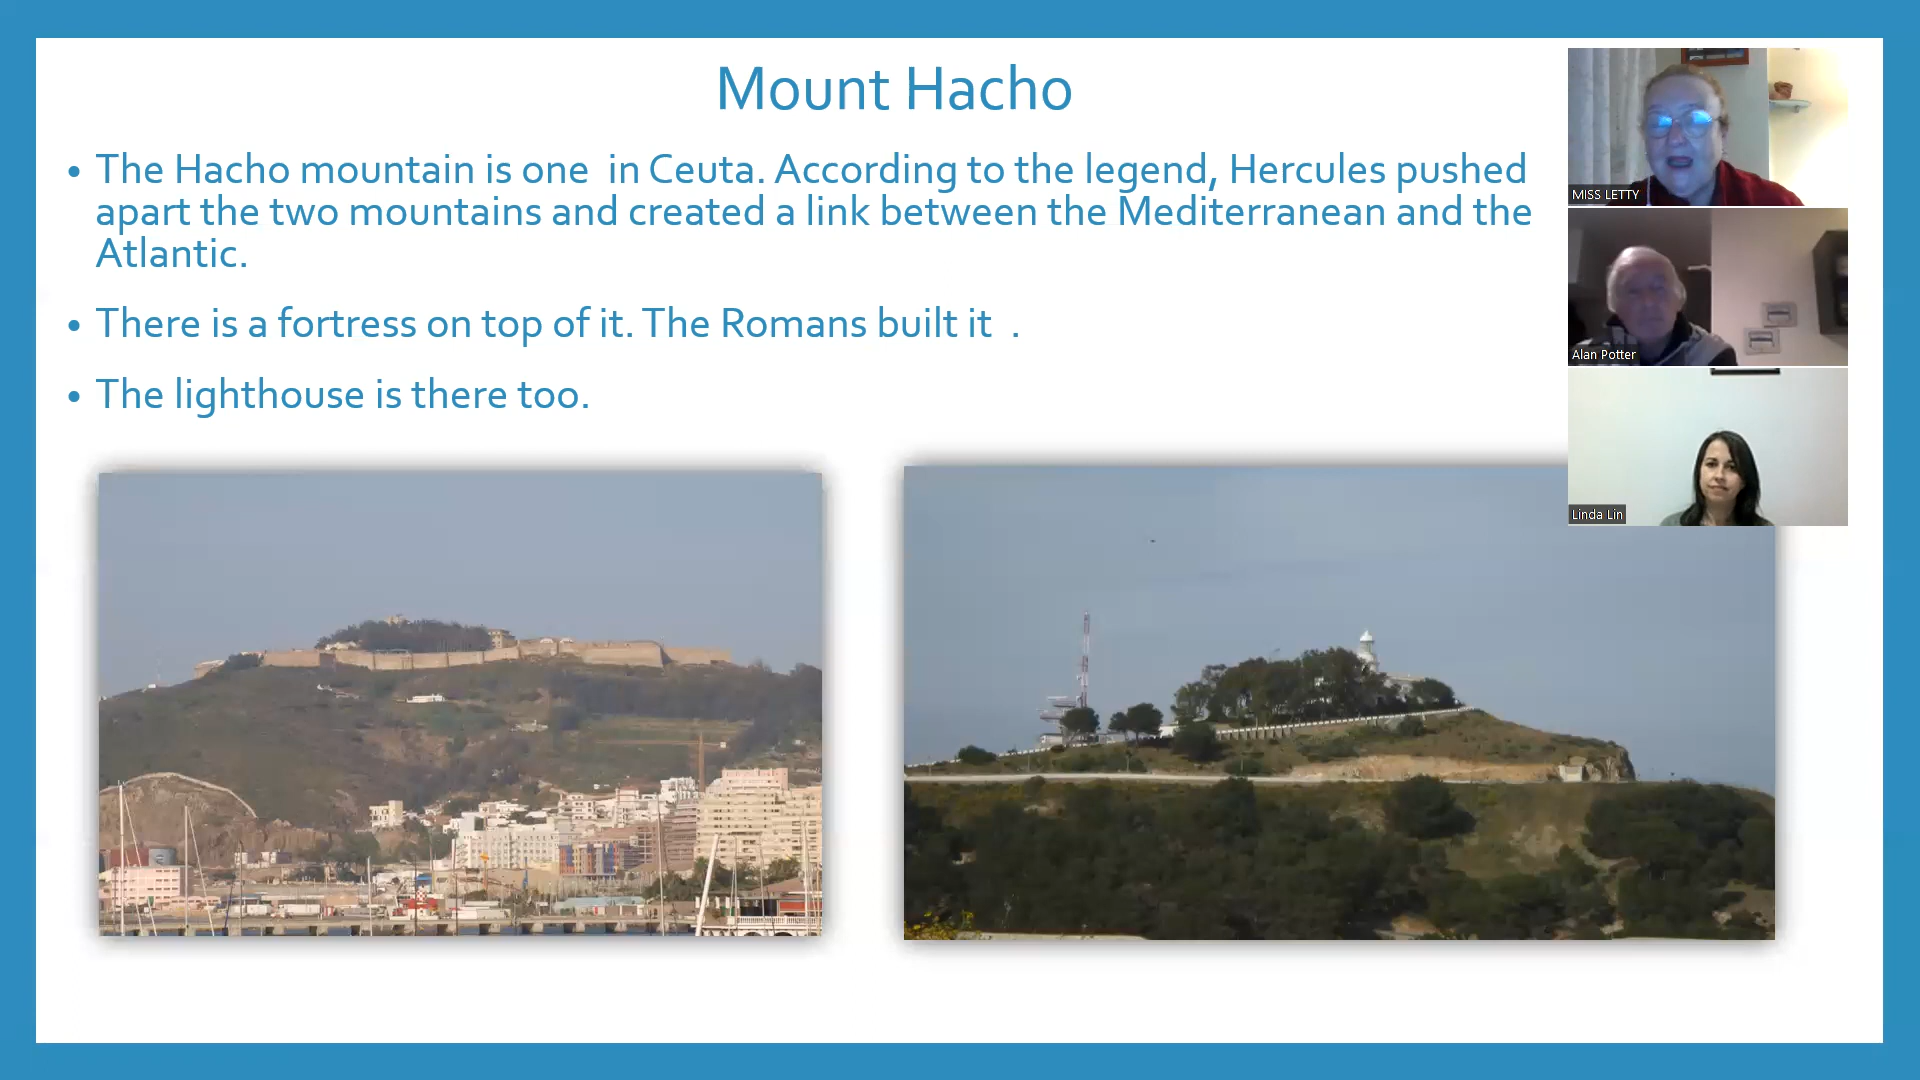 Mount Hacho
• The Hacho mountain is one  in Ceuta. According to the legend, Hercules pushed
apart the two mountains and created a link between the Mediterranean and the
Atlantic.
• There is a fortress on top of it. The Romans built it  .
• The lighthouse is there too.
MISS LETTY
Alan Potter
Linda Lin